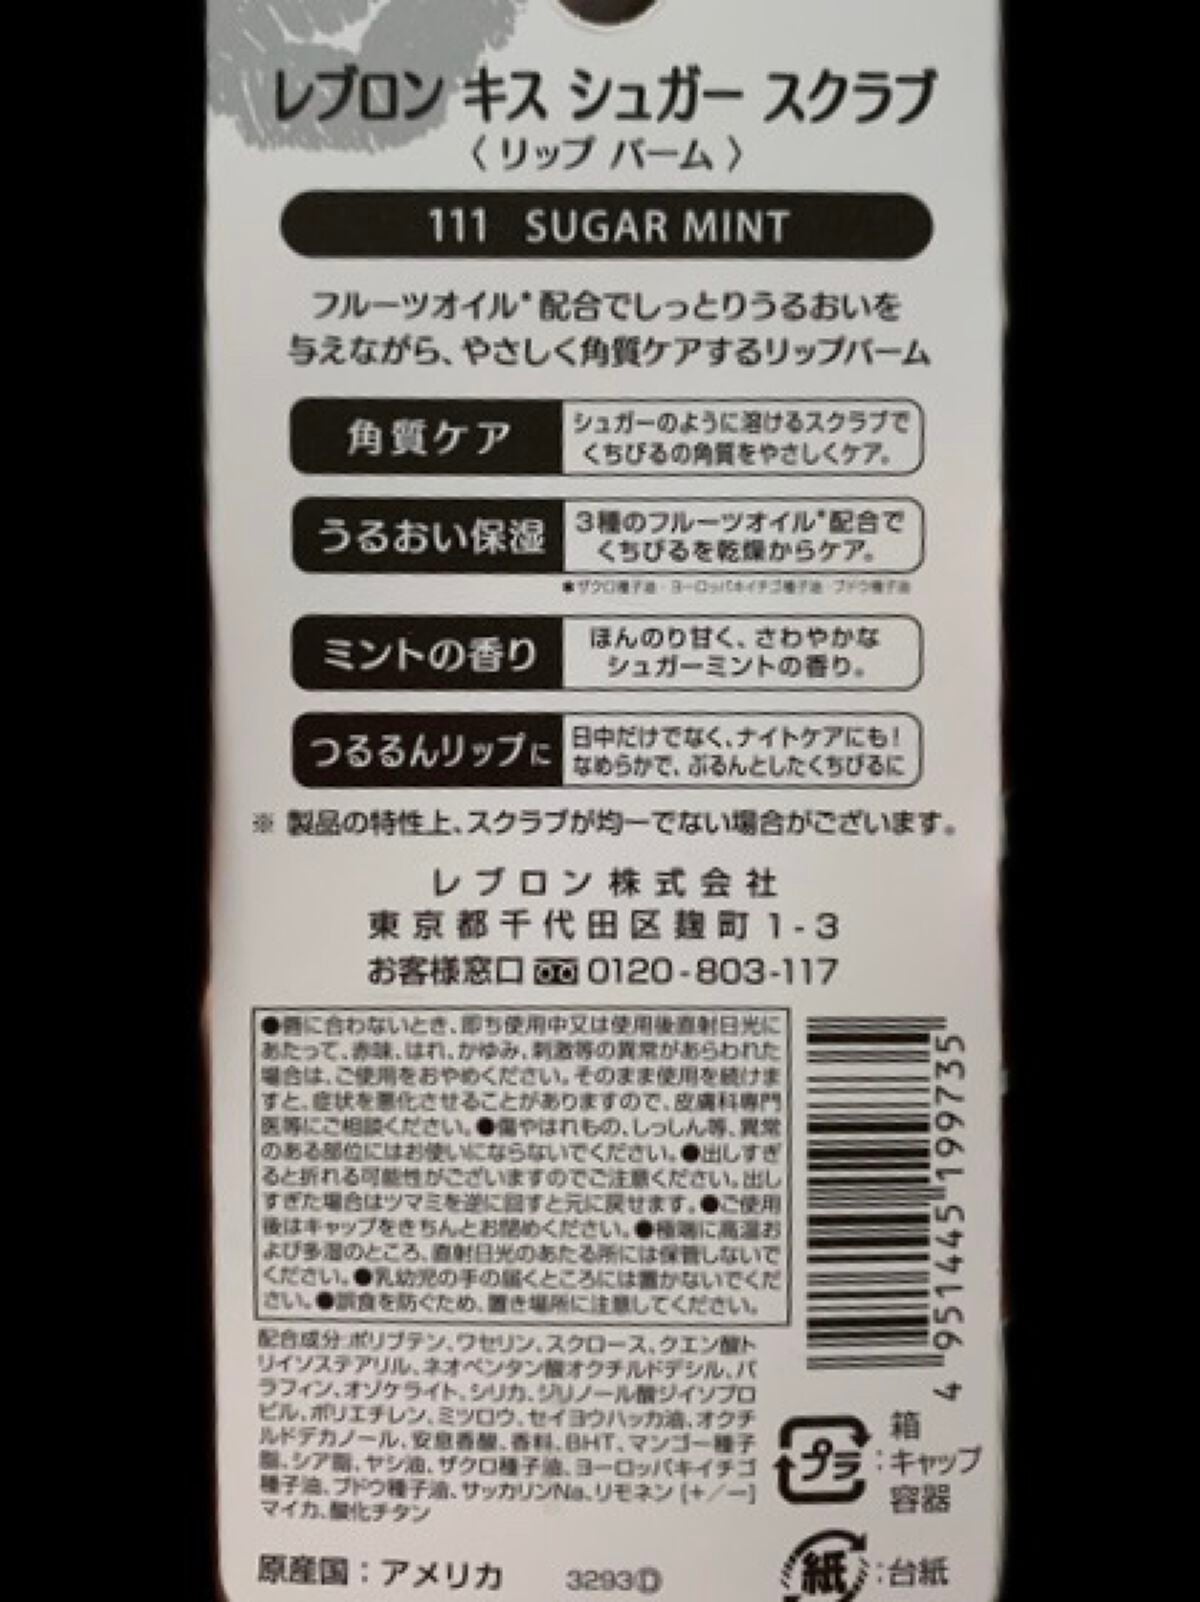 レブロン キス シュガー スクラブ
〈 リップ バーム 〉
111 SUGAR MINT
フルーツオイル*配合でしっとりうるおいを
与えながら、やさしく角質ケアするリップバーム
角質ケア
シュガーのように溶けるスクラブで
くちびるの角質をやさしくケア。
うるおい保湿
3種のフルーツオイル*配合で
くちびるを乾燥からケア。
*ザクロ種子油・ヨーロッパキイチゴ種子油・ブドウ種子油
ミントの香り
ほんのり甘く、さわやかな
シュガーミントの香り。
つるるんリップに
日中だけでなく、ナイトケアにも!
なめらかで、ぷるんとしたくちびるに
※ 製品の特性上、スクラブが均一でない場合がございます。
レブロン株式会社
東京都千代田区麹町1-3
お客様窓口 0120-803-117
●唇に合わないとき、即ち使用中又は使用後直射日光に
あたって、赤味、はれ、かゆみ、刺激等の異常があらわれた
場合は、ご使用をおやめください。そのまま使用を続けま
すと、症状を悪化させることがありますので、皮膚科専門
医等にご相談ください。●傷やはれもの、しっしん等、異常
のある部位にはお使いにならないでください。●出しすぎ
ると折れる可能性がございますのでご注意ください。出し
すぎた場合はツマミを逆に回すと元に戻せます。●ご使用
後はキャップをきちんとお閉めください。●極端に高温お
よび多湿のところ、直射日光のあたる所には保管しないで
ください。●乳幼児の手の届くところには置かないでくだ
さい。●誤食を防ぐため、置き場所に注意してください。
配合成分:ポリブテン、ワセリン、スクロース、クエン酸ト
リイソステアリル、ネオペンタン酸オクチルドデシル、パ
ラフィン、オゾケライト、シリカ、ジリノール酸ジイソプロ
ピル、ポリエチレン、ミツロウ、セイヨウハッカ油、オクチ
ルドデカノール、安息香酸、香料、BHT、マンゴー種子
脂、シア脂、ヤシ油、ザクロ種子油、ヨーロッパキイチゴ
種子油、ブドウ種子油、サッカリンNa、リモネン [+/-]
マイカ、酸化チタン
原産国:アメリカ 3293Ⓓ
4 951445 199735
プラ
箱
:キャップ
容器
紙 :台紙